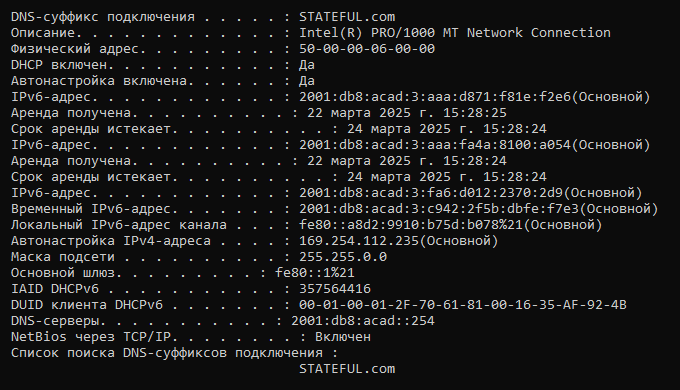 DNS-суффикс подключения . . . . . : STATEFUL.com
Описание. . . . . . . . . . . . . : Intel(R) PRO/1000 MT Network Connection
Физический адрес. . . . . . . . . : 50-00-00-06-00-00
DHCP включен. . . . . . . . . . . : Да
Автонастройка включена. . . . . . : Да
IPv6-адрес. . . . . . . . . . . . : 2001:db8:acad:3:aaa:d871:f81e:f2e6(Основной)
Аренда получена. . . . . . . . . . : 22 марта 2025 г. 15:28:25
Срок аренды истекает. . . . . . . . . . : 24 марта 2025 г. 15:28:24
IPv6-адрес. . . . . . . . . . . . : 2001:db8:acad:3:aaa:fa4a:8100:a054(Основной)
Аренда получена. . . . . . . . . . : 22 марта 2025 г. 15:28:24
Срок аренды истекает. . . . . . . . . . : 24 марта 2025 г. 15:28:24
IPv6-адрес. . . . . . . . . . . . : 2001:db8:acad:3:fa6:d012:2370:2d9(Основной)
Временный IPv6-адрес. . . . . . . : 2001:db8:acad:3:c942:2f5b:dbfe:f7e3(Основной)
Локальный IPv6-адрес канала . . . : fe80::a8d2:9910:b75d:b078%21(Основной)
Автонастройка IPv4-адреса . . . . : 169.254.112.235(Основной)
Маска подсети . . . . . . . . . . : 255.255.0.0
Основной шлюз. . . . . . . . . : fe80::1%21
IAID DHCPv6 . . . . . . . . . . . : 357564416
DUID клиента DHCPv6 . . . . . . . : 00-01-00-01-2F-70-61-81-00-16-35-AF-92-4B
DNS-серверы. . . . . . . . . . . : 2001:db8:acad::254
NetBios через TCP/IP. . . . . . . . : Включен
Список поиска DNS-суффиксов подключения :
STATEFUL.com